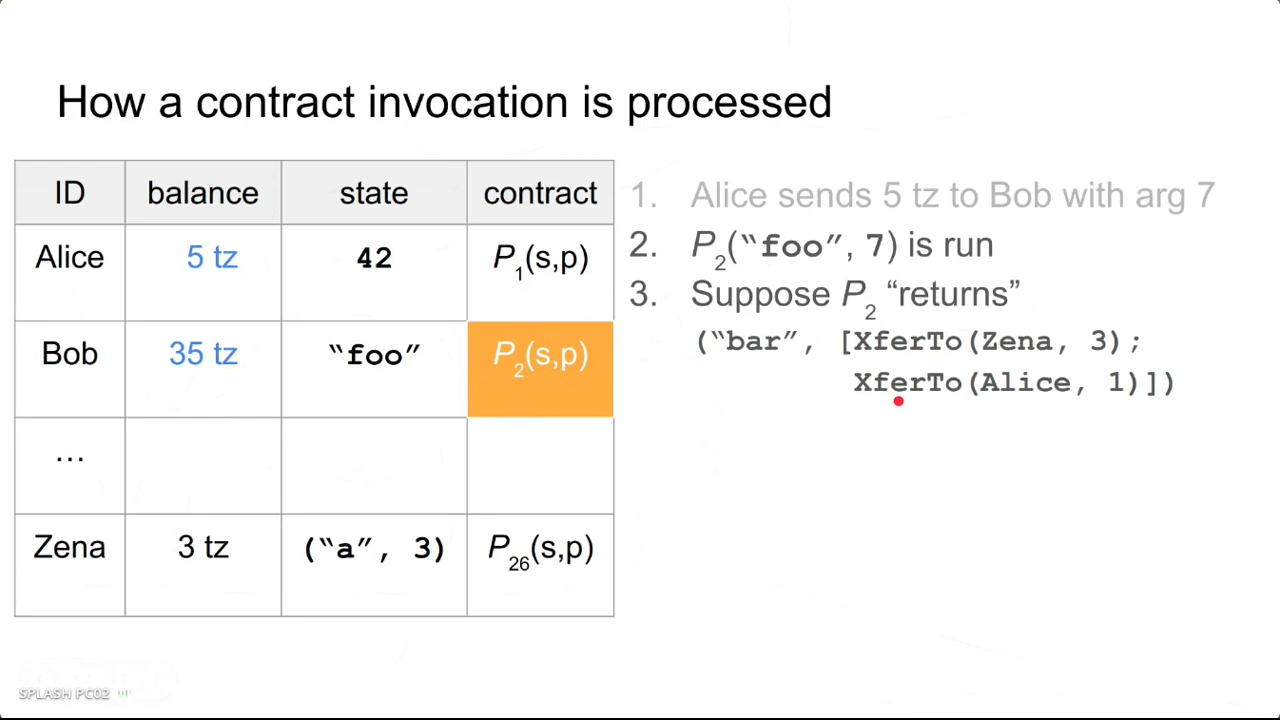 How a contract invocation is processed
ID balance state contract
Alice 5 tz 42 P1(s,p)
Bob 35 tz “foo” P2(s,p)
…
Zena 3 tz (“a”, 3) P26(s,p)
1. Alice sends 5 tz to Bob with arg 7
2. P2(“foo”, 7) is run
3. Suppose P2 “returns”
(“bar”, [XferTo(Zena, 3);
XferTo(Alice, 1)])
SPLASH PC02